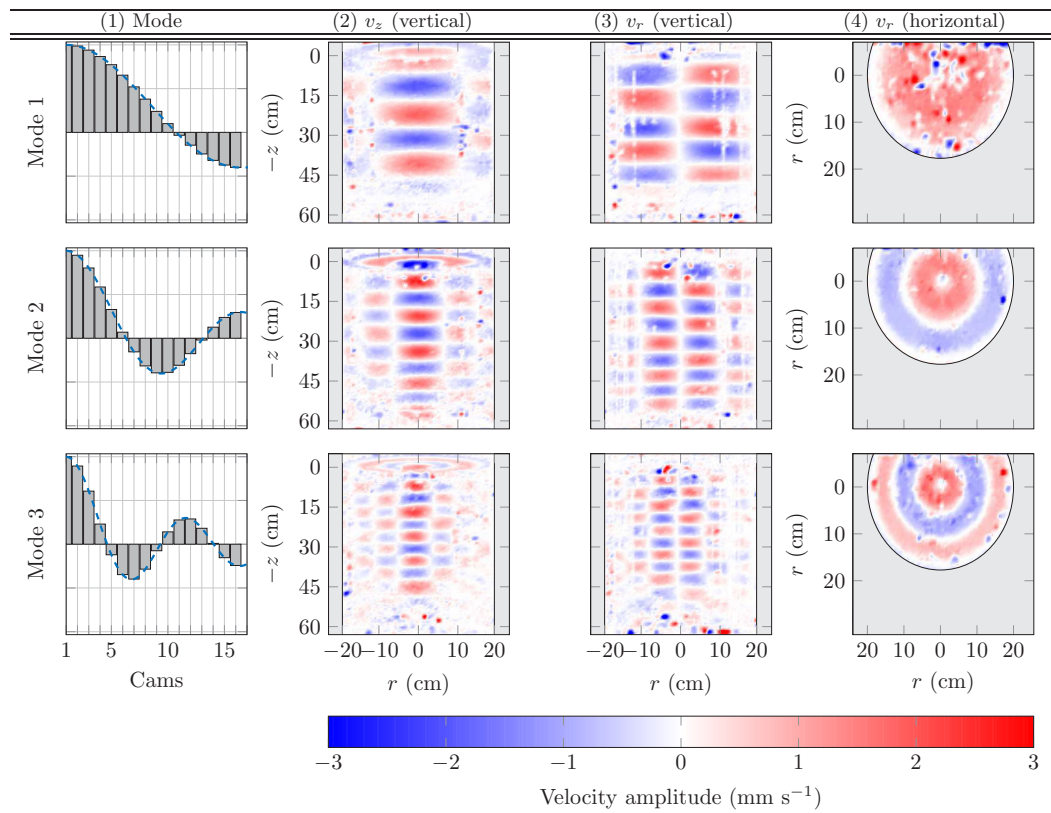 (1) Mode (2) v_z (vertical) (3) v_r (vertical) (4) v_r (horizontal)
Mode 1
−z (cm)
0
15
30
45
60
r (cm)
0
10
20
Mode 2
−z (cm)
0
15
30
45
60
r (cm)
0
10
20
Mode 3
−z (cm)
0
15
30
45
60
r (cm)
0
10
20
1 5 10 15 −20 −10 0 10 20 −20 −10 0 10 20 20 10 0 10 20
Cams r (cm) r (cm) r (cm)
−3 −2 −1 0 1 2 3
Velocity amplitude (mm s⁻¹)